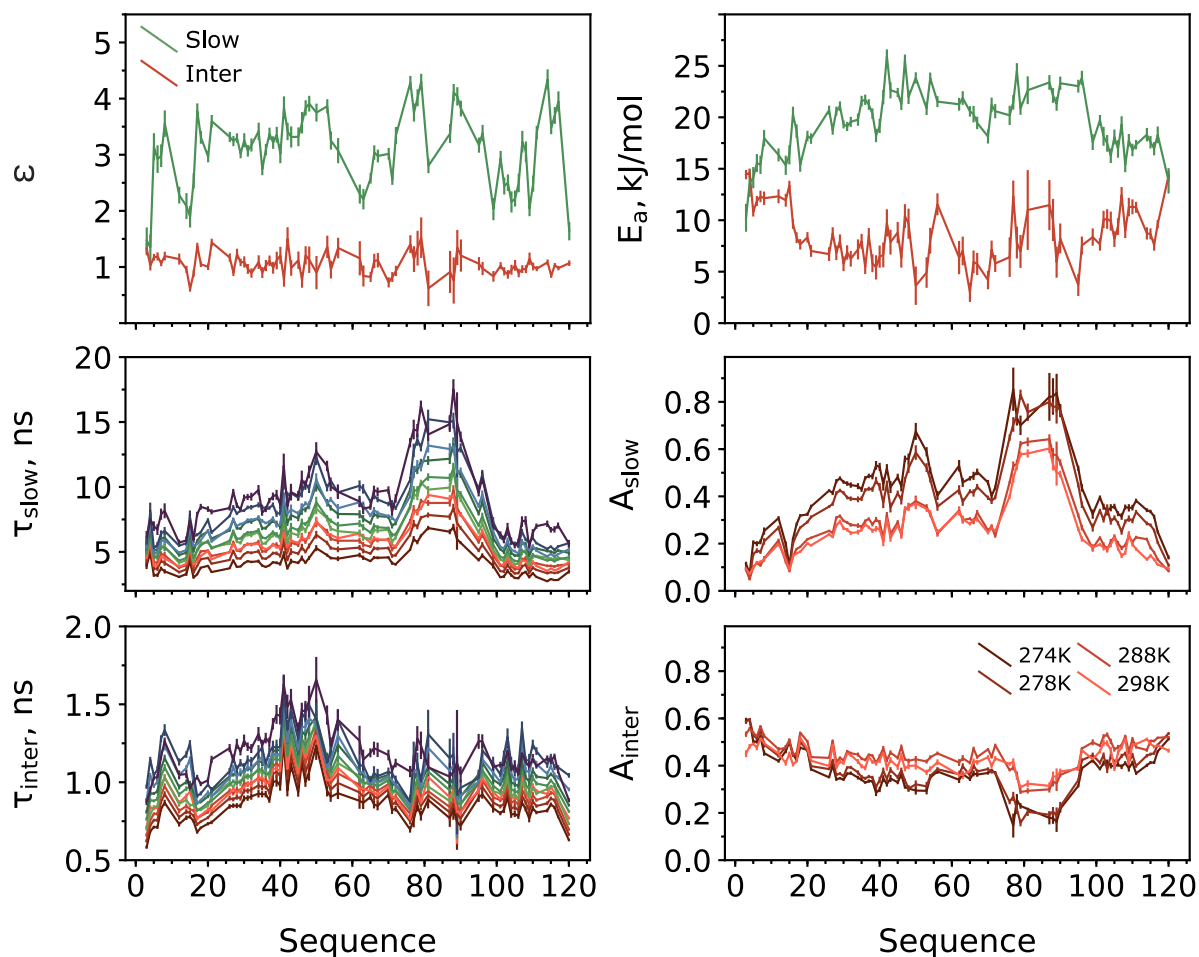 5
4
3
2
1
ε
Slow
Inter
25
20
15
10
5
0
E_a, kJ/mol
20
15
10
5
τ_slow, ns
0.8
0.6
0.4
0.2
0.0
A_slow
2.0
1.5
1.0
0.5
τ_inter, ns
0 20 40 60 80 100 120
Sequence
0.8
0.6
0.4
0.2
0.0
A_inter
274K 288K
278K 298K
0 20 40 60 80 100 120
Sequence